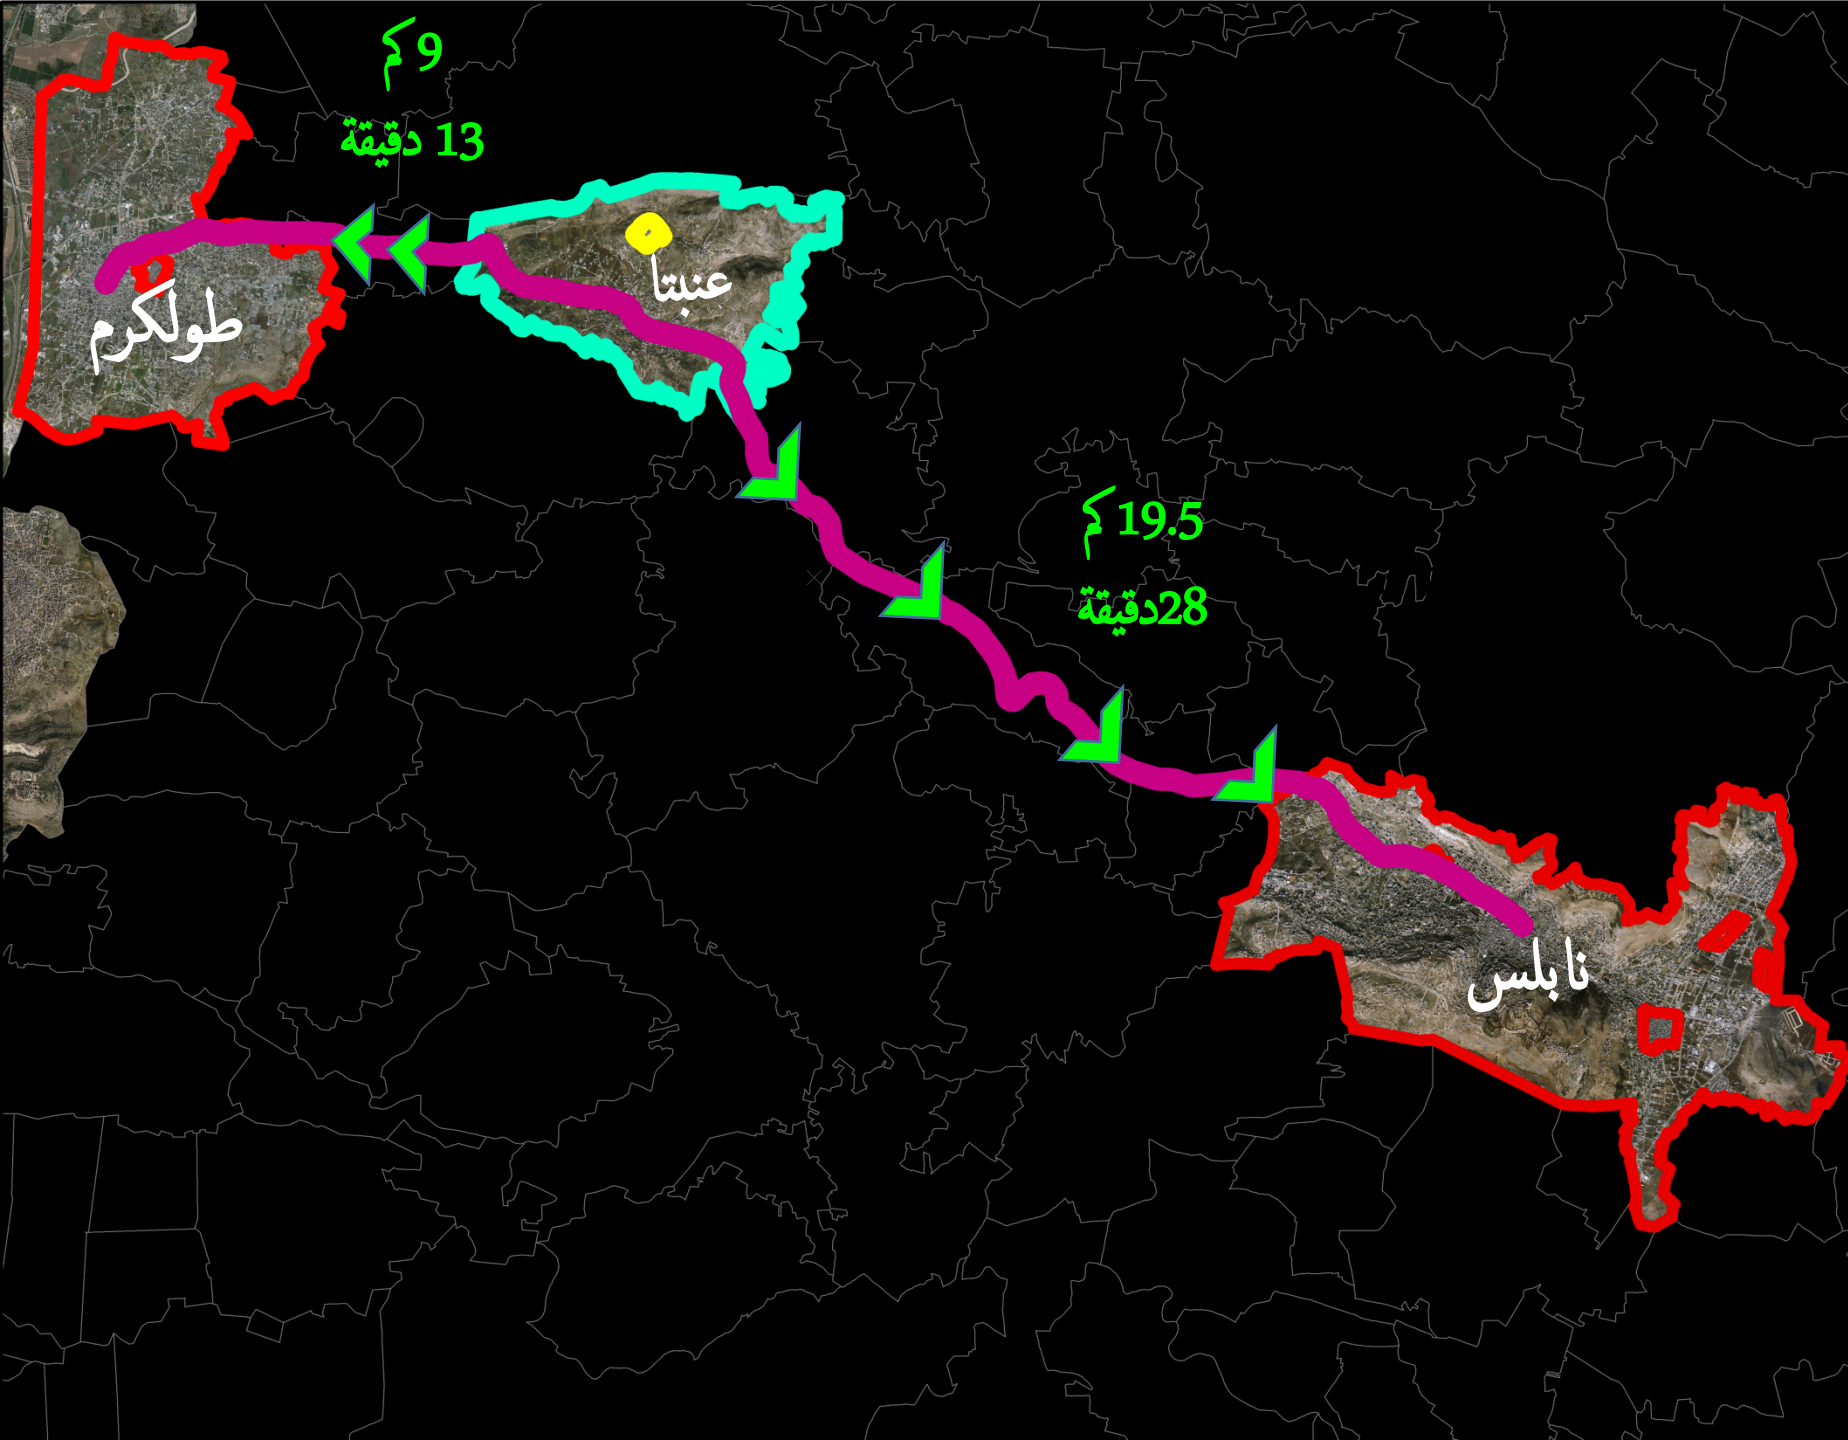 9 كم
13 دقيقة
عنبتا
طولكرم
19.5 كم
28دقيقة
نابلس